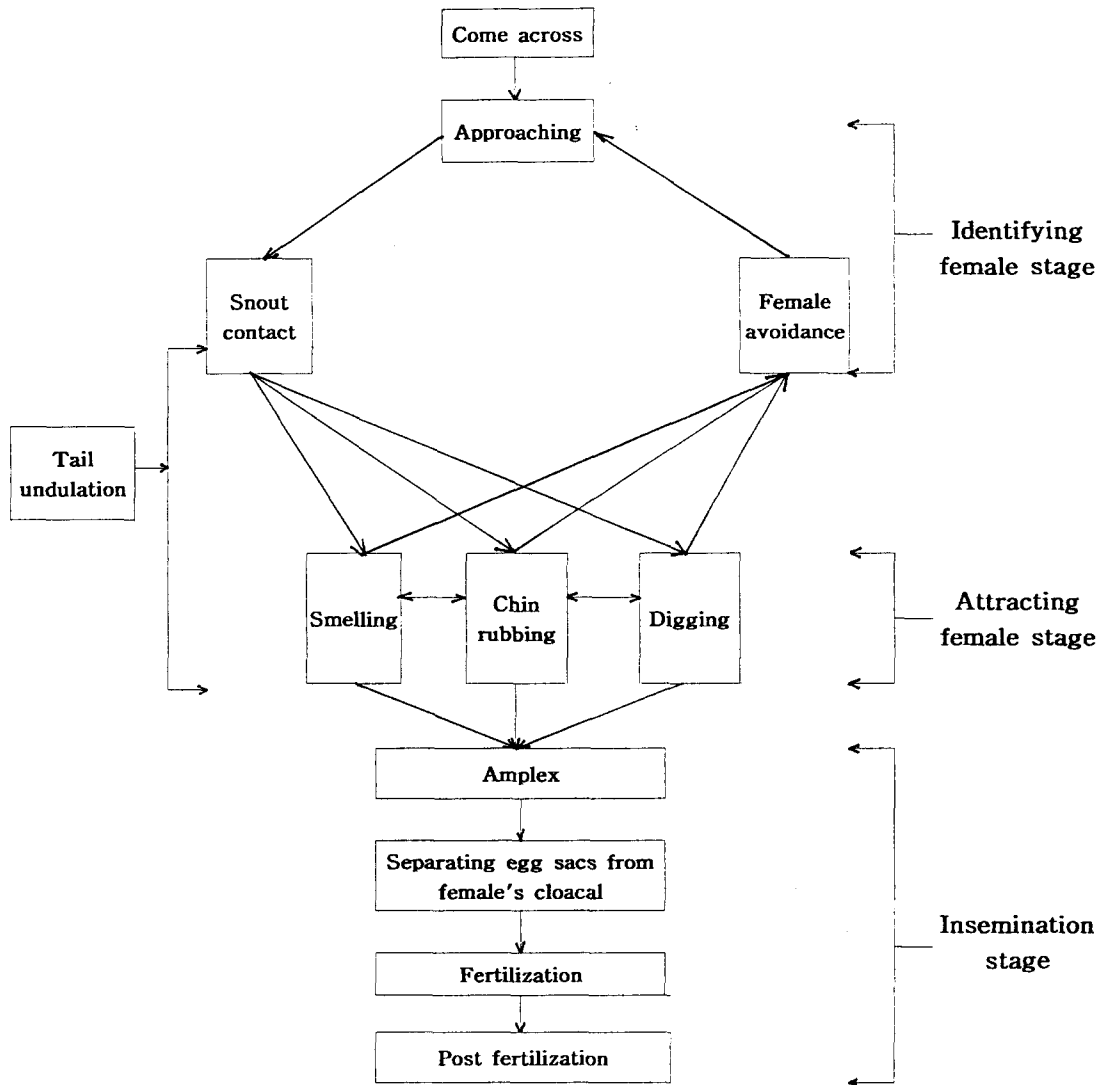 Come across
Approaching
Identifying
female stage
Snout
contact
Female
avoidance
Tail
undulation
Smelling
Chin
rubbing
Digging
Attracting
female stage
Amplex
Separating egg sacs from
female's cloacal
Insemination
stage
Fertilization
Post fertilization